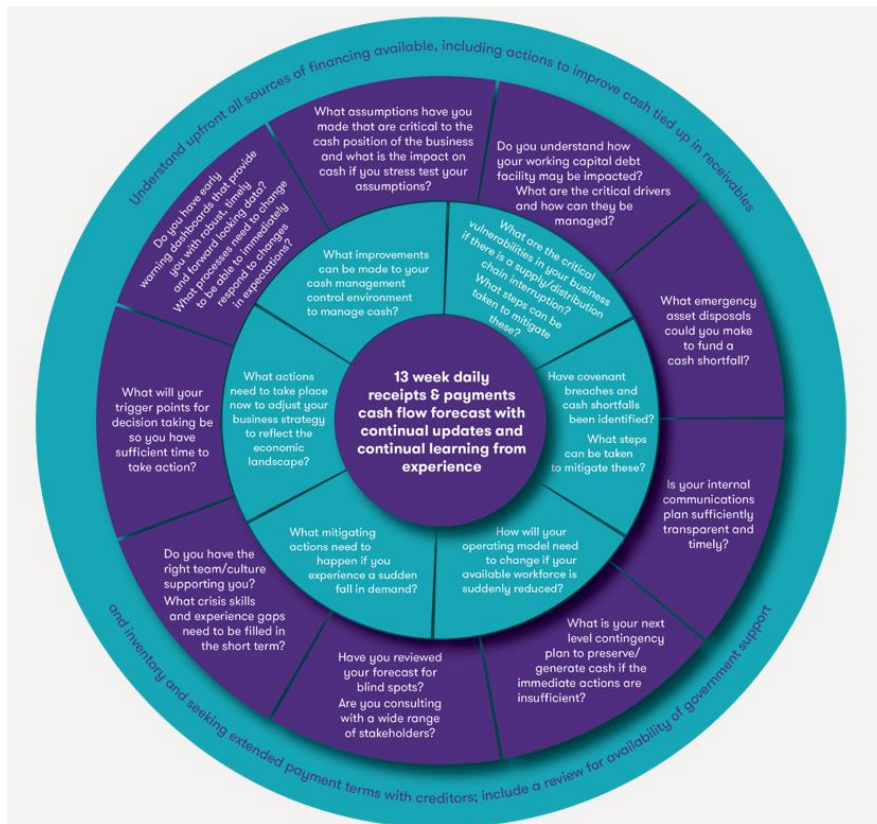 Understand upfront all sources of financing available, including actions to improve cash tied up in receivables
and inventory and seeking extended payment terms with creditors; include a review for availability of government support
What assumptions have you
made that are critical to the
cash position of the business
and what is the impact on
cash if you stress test your
assumptions?
Do you understand how
your working capital debt
facility may be impacted?
What are the critical drivers
and how can they be
managed?
What emergency
asset disposals
could you make
to fund a
cash shortfall?
Is your internal
communications
plan sufficiently
transparent and
timely?
What is your next
level contingency
plan to preserve/
generate cash if the
immediate actions are
insufficient?
Have you reviewed
your forecast for
blind spots?
Are you consulting
with a wide range
of stakeholders?
Do you have the
right team/culture
supporting you?
What crisis skills
and experience gaps
need to be filled in
the short term?
What will your
trigger points for
decision taking be
so you have
sufficient time to
take action?
Do you have early
warning dashboards that provide
you with robust, timely
and forward looking data?
What processes need to change
to be able to immediately
respond to changes
in expectations?
What improvements
can be made to your
cash management
control environment
to manage cash?
What are the critical
vulnerabilities in your business
if there is a supply/distribution
chain interruption?
What steps can be
taken to mitigate
these?
Have covenant
breaches and
cash shortfalls
been identified?
What steps
can be taken
to mitigate these?
How will your
operating model need
to change if your
available workforce is
suddenly reduced?
What mitigating
actions need to
happen if you
experience a sudden
fall in demand?
What actions
need to take place
now to adjust your
business strategy
to reflect the
economic
landscape?
13 week daily
receipts & payments
cash flow forecast with
continual updates and
continual learning from
experience